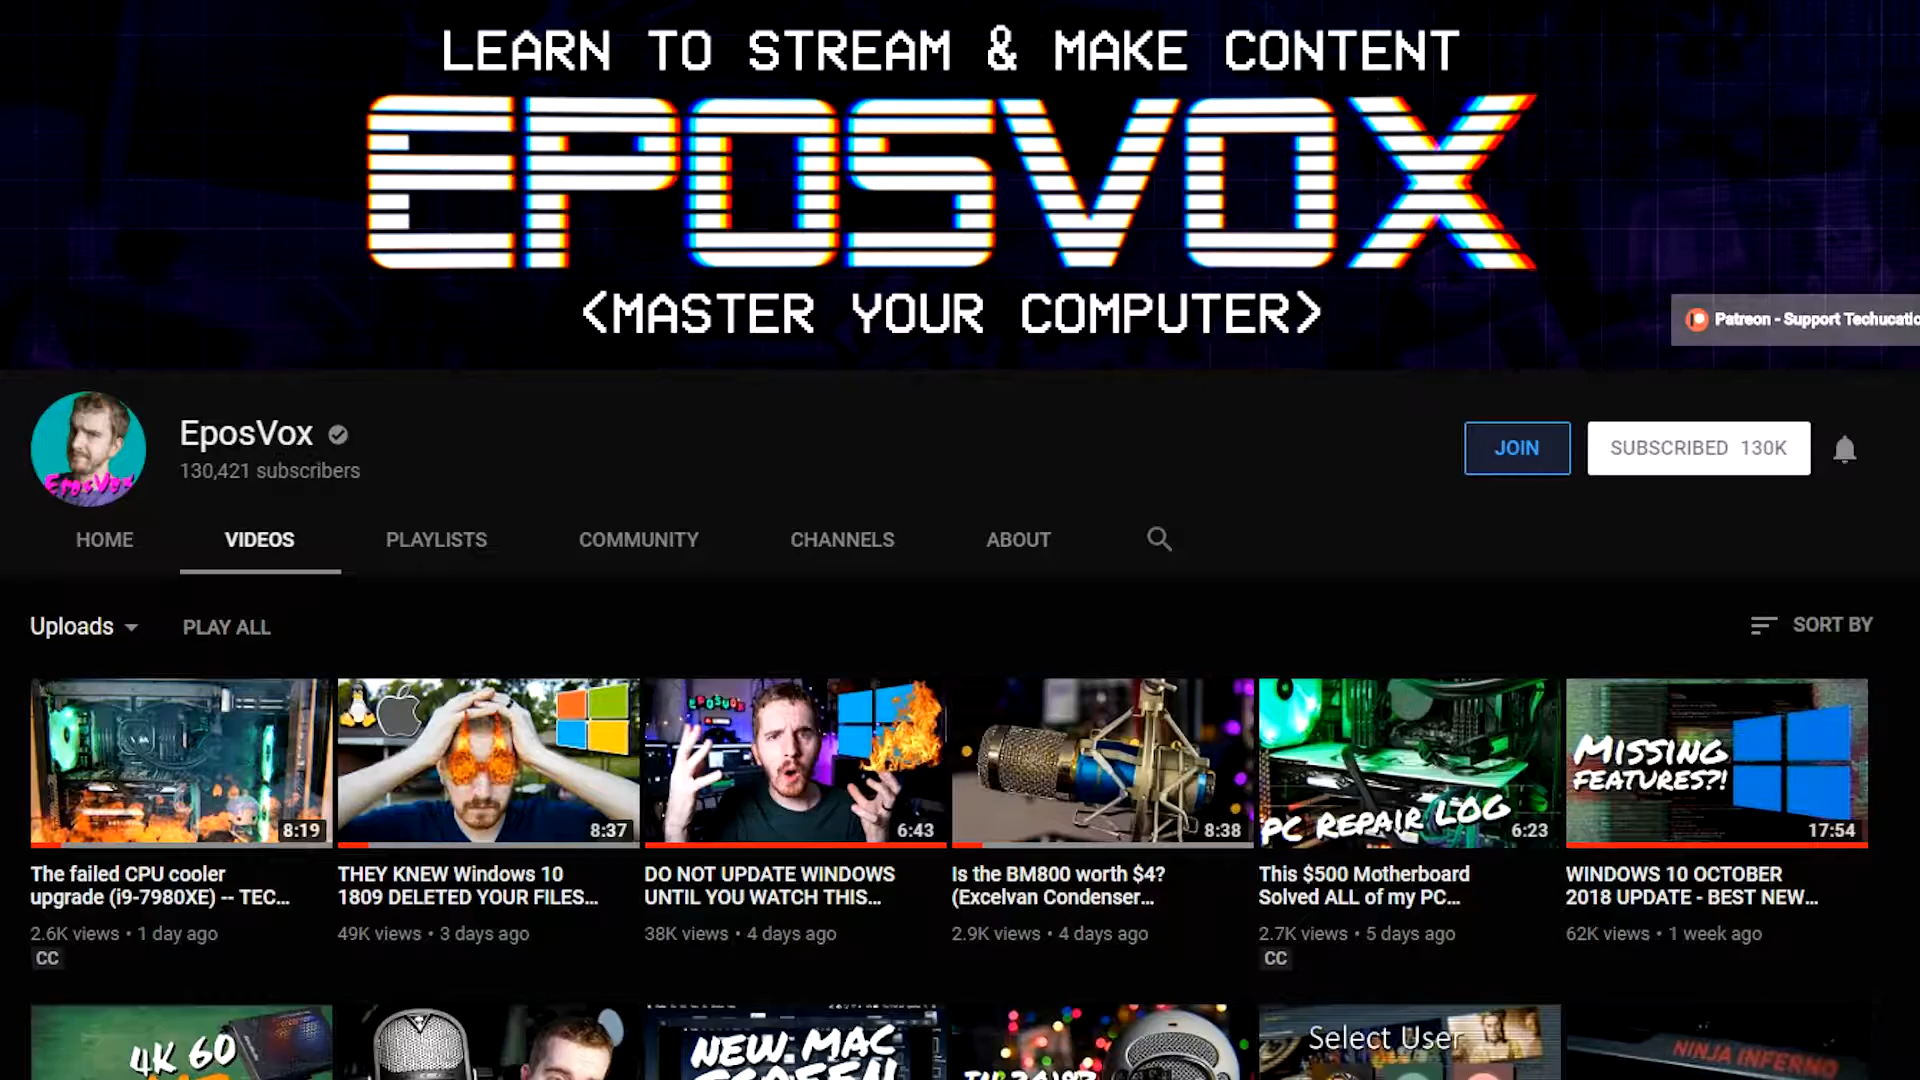 LEARN TO STREAM & MAKE CONTENT
EPOSVOX
<MASTER YOUR COMPUTER>
Patreon - Support Techucatio
EposVox
EposVox
130,421 subscribers
JOIN
SUBSCRIBED 130K
HOME
VIDEOS
PLAYLISTS
COMMUNITY
CHANNELS
ABOUT
Uploads
PLAY ALL
SORT BY
8:19
8:37
EPOSVOX
6:43
8:38
PC REPAIR LOG
6:23
MISSING
FEATURES?!
17:54
The failed CPU cooler
upgrade (i9-7980XE) -- TEC...
2.6K views • 1 day ago
CC
THEY KNEW Windows 10
1809 DELETED YOUR FILES...
49K views • 3 days ago
DO NOT UPDATE WINDOWS
UNTIL YOU WATCH THIS...
38K views • 4 days ago
Is the BM800 worth $4?
(Excelvan Condenser...
2.9K views • 4 days ago
This $500 Motherboard
Solved ALL of my PC...
2.7K views • 5 days ago
CC
WINDOWS 10 OCTOBER
2018 UPDATE - BEST NEW...
62K views • 1 week ago
4K 60
NEW MAC
SCREEN
IN 2018?
Select User
NINJA INFERNO